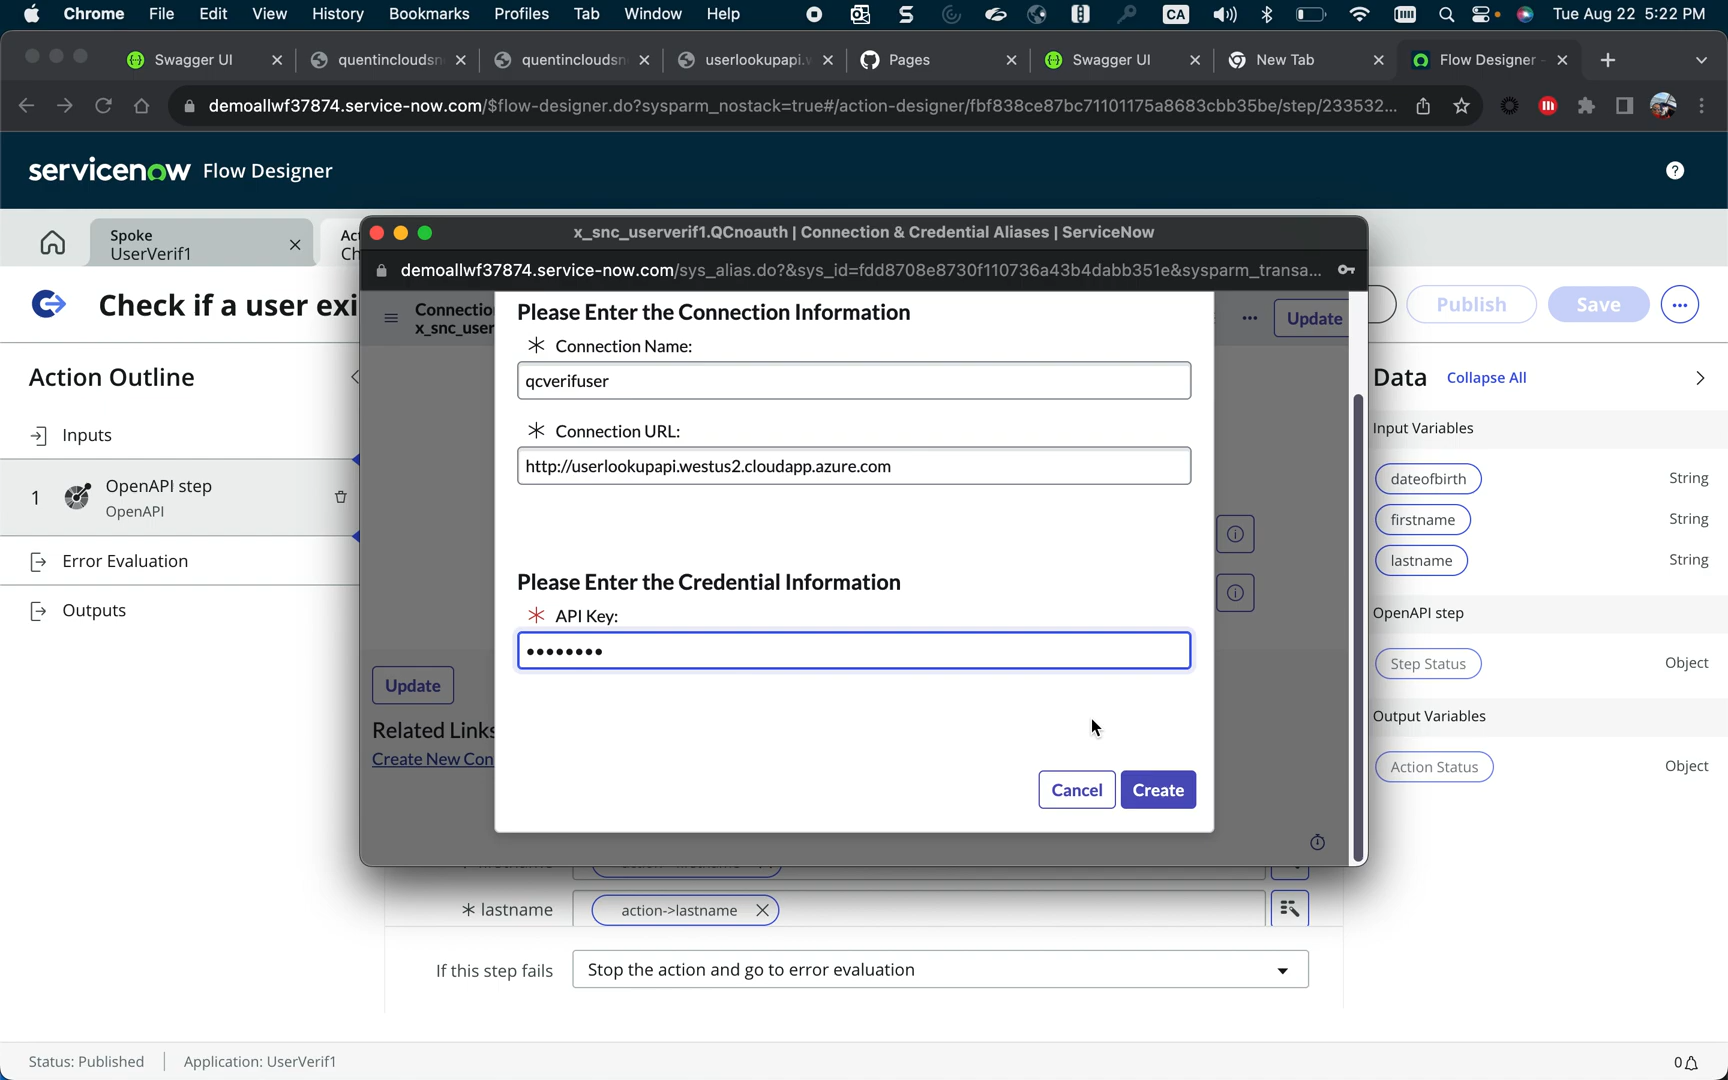 Chrome File Edit View History Bookmarks Profiles Tab Window Help CA Tue Aug 22 5:22 PM
Swagger UI quentincloudsn quentincloudsn userlookupapi.w Pages Swagger UI New Tab Flow Designer -
demoallwf37874.service-now.com/$flow-designer.do?sysparm_nostack=true#/action-designer/fbf838ce87bc71101175a8683cbb35be/step/233532...
servicenow Flow Designer
Spoke
UserVerif1
Act
Ch
x_snc_userverif1.QCnoauth | Connection & Credential Aliases | ServiceNow
demoallwf37874.service-now.com/sys_alias.do?&sys_id=fdd8708e8730f110736a43b4dabb351e&sysparm_transa...
Check if a user exi
Publish Save
Connection
x_snc_user
Update
Please Enter the Connection Information
* Connection Name:
qcverifuser
* Connection URL:
http://userlookupapi.westus2.cloudapp.azure.com
Please Enter the Credential Information
* API Key:
••••••••
Cancel Create
Update
Related Links
Create New Con
Action Outline
Inputs
1 OpenAPI step
OpenAPI
Error Evaluation
Outputs
Data Collapse All
Input Variables
dateofbirth String
firstname String
lastname String
OpenAPI step
Step Status Object
Output Variables
Action Status Object
* lastname action->lastname
If this step fails Stop the action and go to error evaluation
Status: Published Application: UserVerif1 0